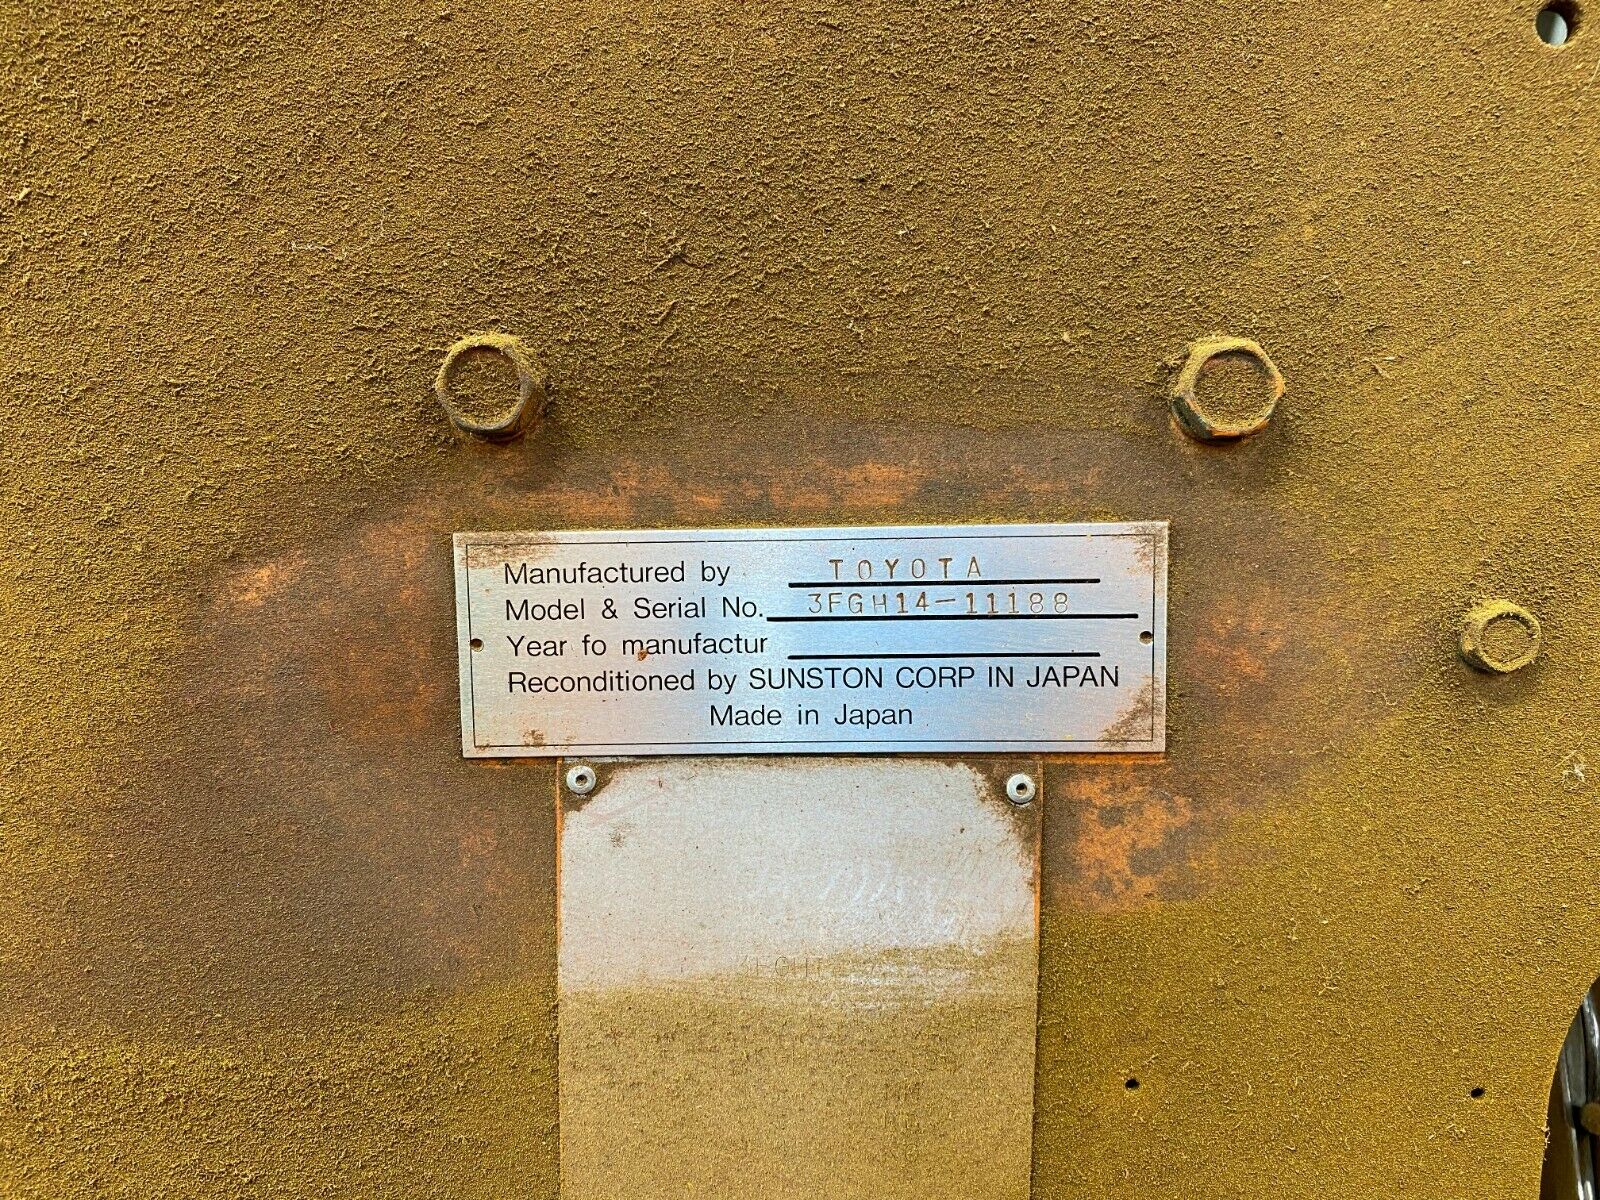 Manufactured by TOYOTA
Model & Serial No. 3FGH14-11188
Year fo manufactur
Reconditioned by SUNSTON CORP IN JAPAN
Made in Japan